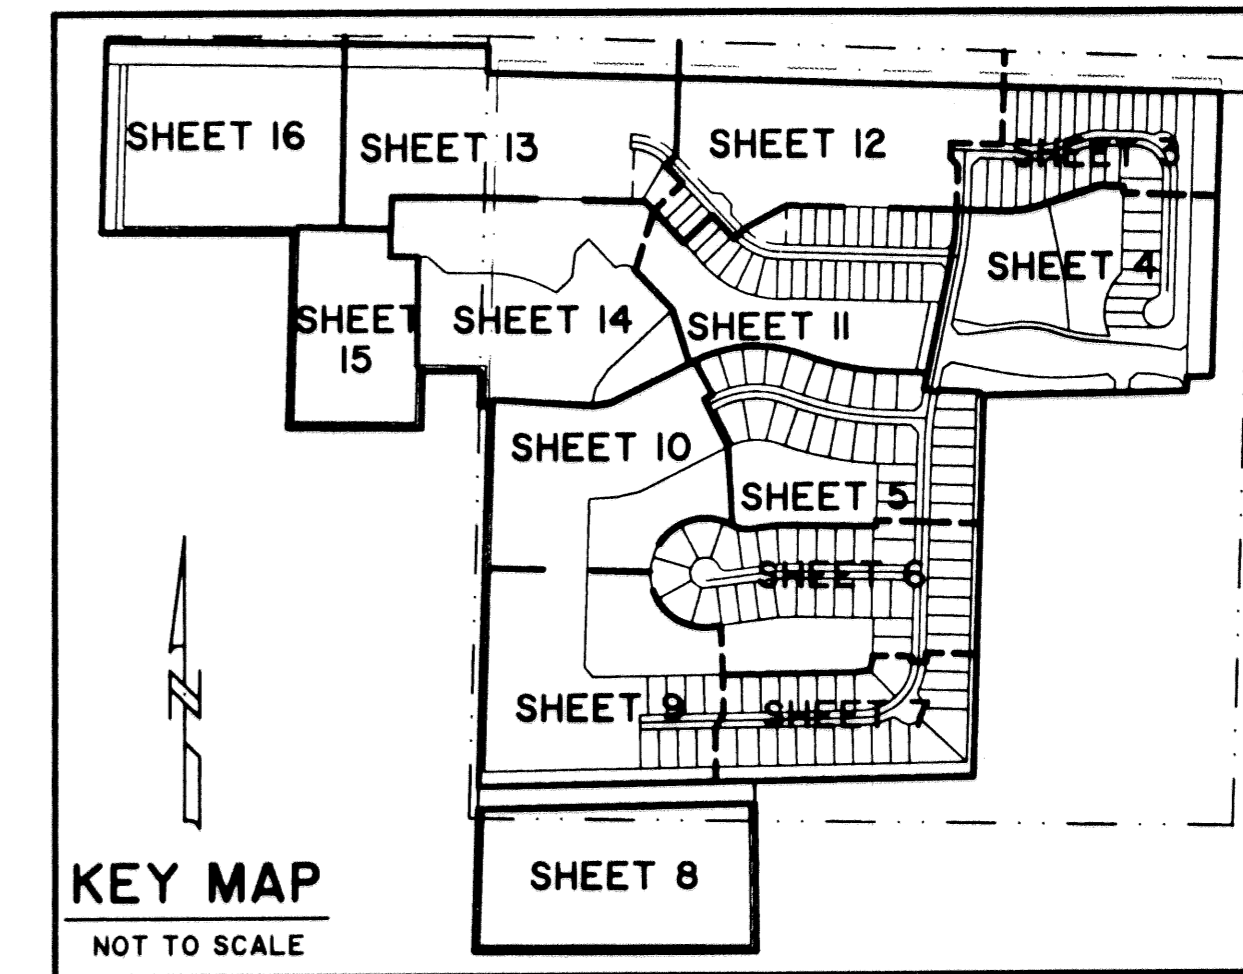 SHEET 16
SHEET 13
SHEET 12
SHEET 3
SHEET 4
SHEET
15
SHEET 14
SHEET 11
SHEET 10
SHEET 5
SHEET 6
SHEET 9
SHEET 7
SHEET 8
N
KEY MAP
NOT TO SCALE